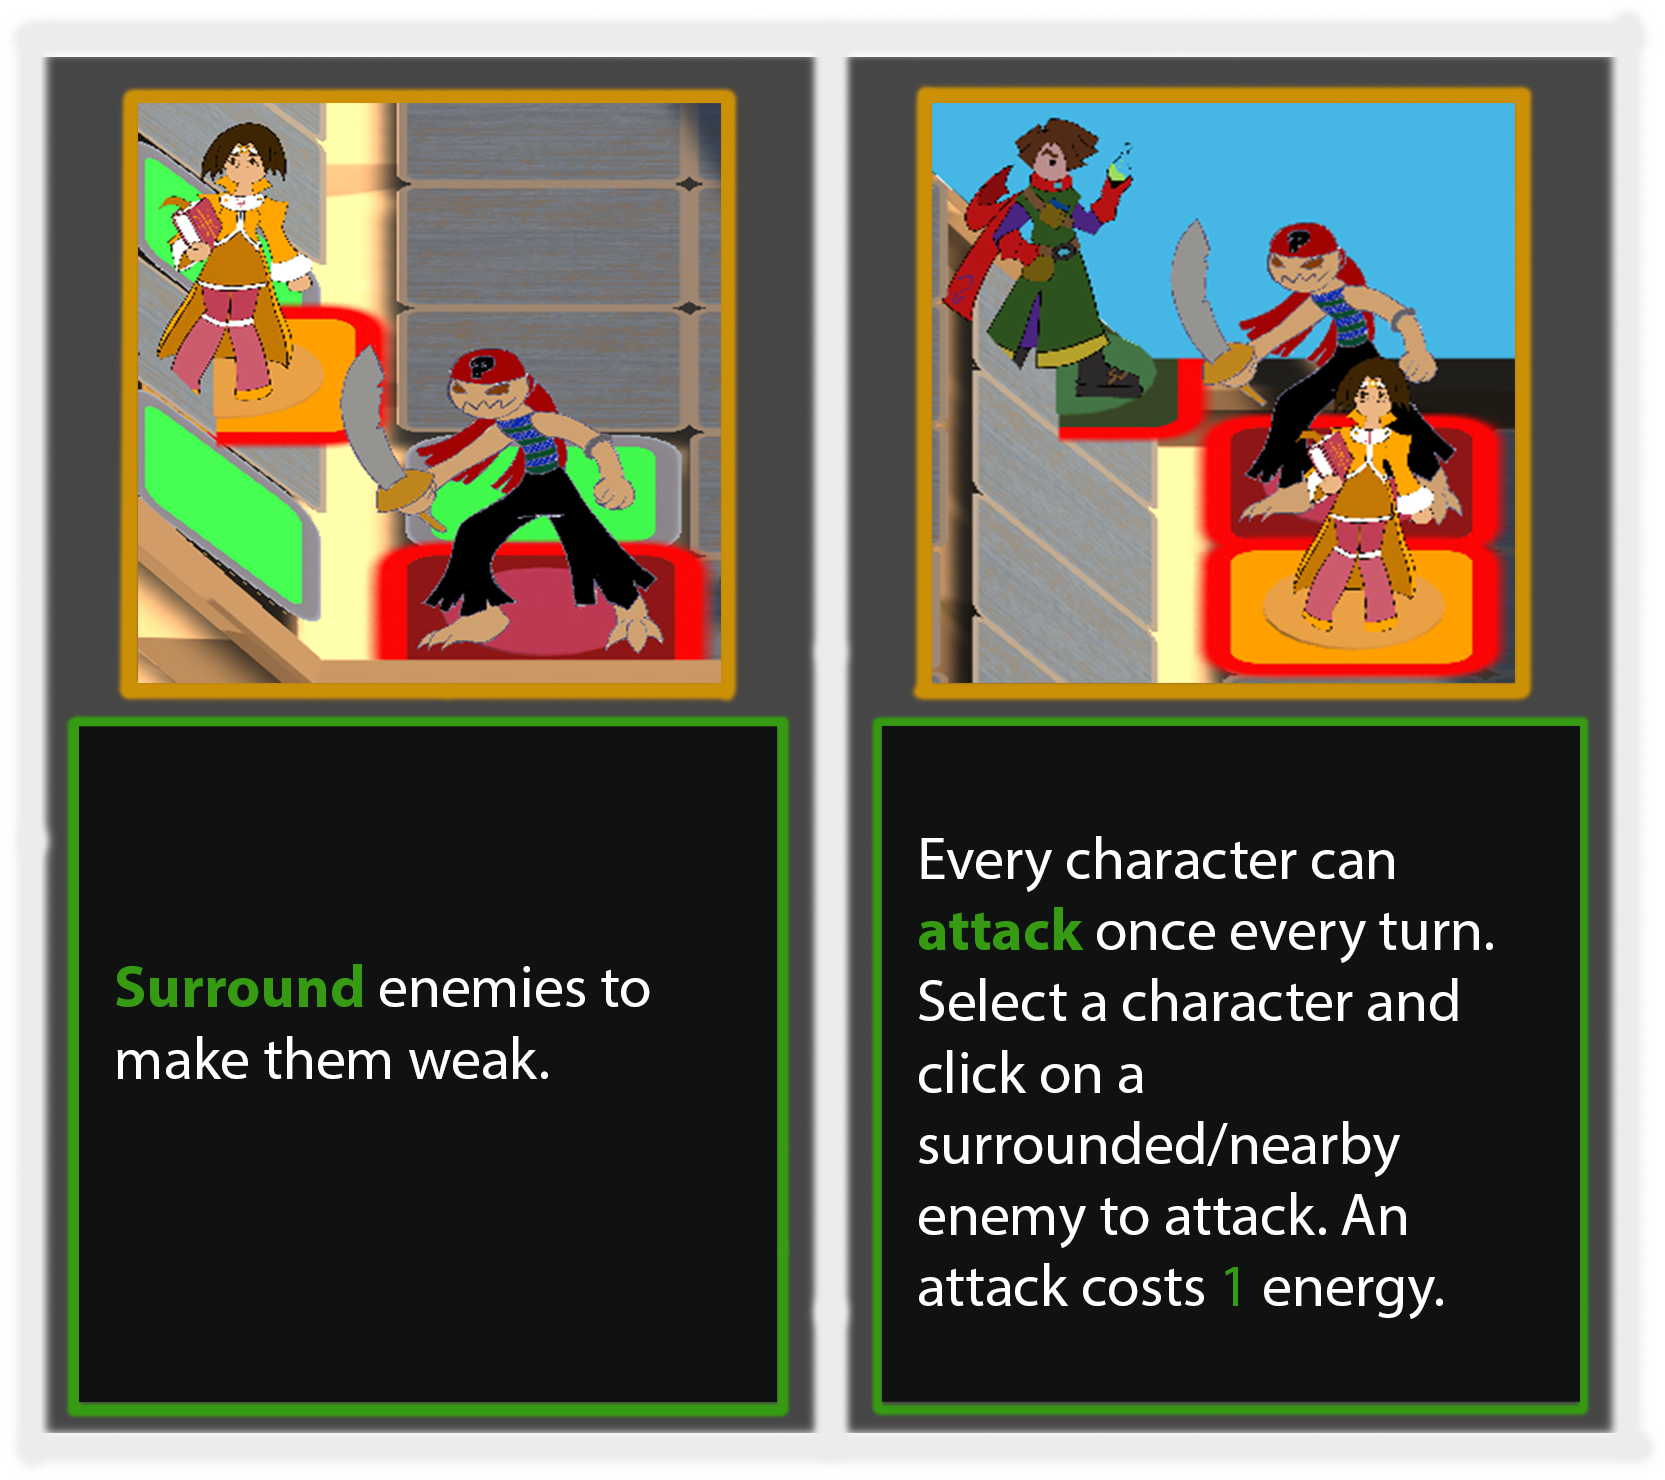 P
P
Surround enemies to
make them weak.
Every character can
attack once every turn.
Select a character and
click on a
surrounded/nearby
enemy to attack. An
attack costs 1 energy.